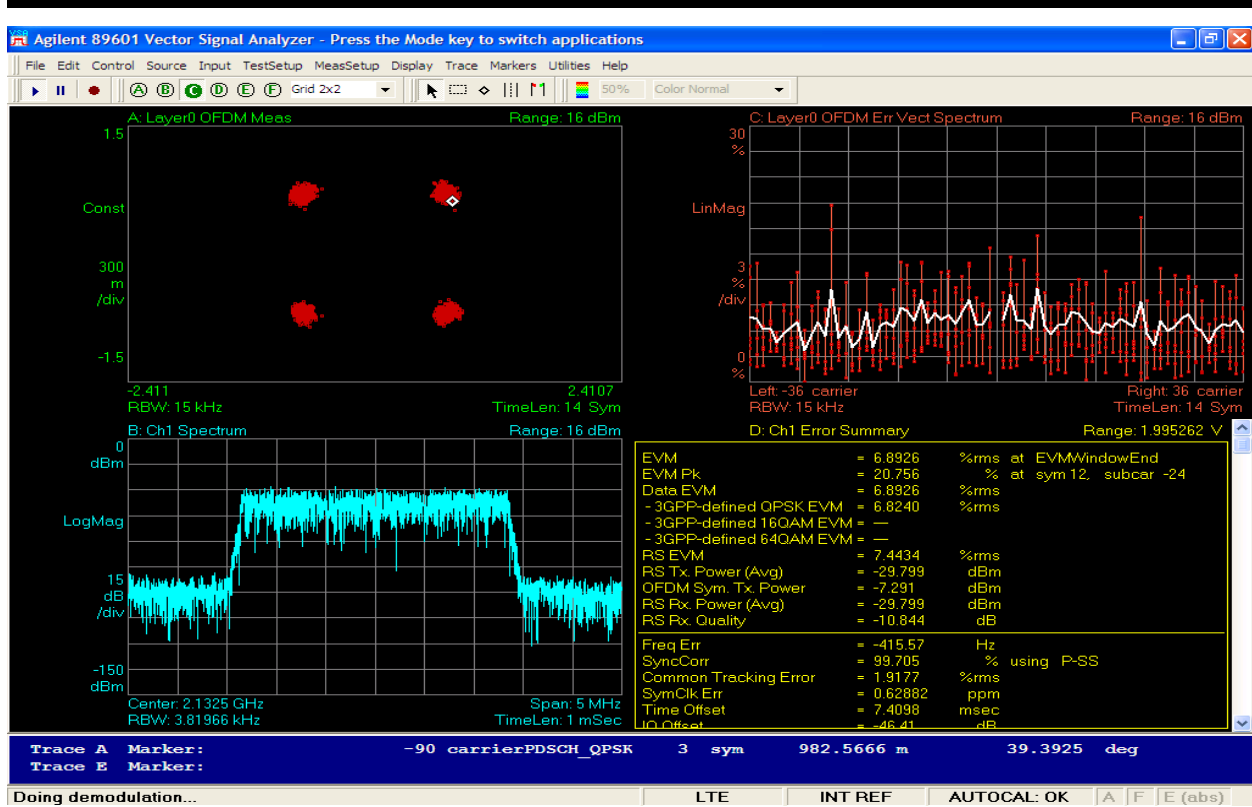 Agilent 89601 Vector Signal Analyzer - Press the Mode key to switch applications
File Edit Control Source Input TestSetup MeasSetup Display Trace Markers Utilities Help
A B C D E F Grid 2x2 50% Color Normal
A: Layer0 OFDM Meas Range: 16 dBm
1.5
Const
300
m
/div
-1.5
-2.411 2.4107
RBW: 15 kHz TimeLen: 14 Sym
C: Layer0 OFDM Err Vect Spectrum Range: 16 dBm
30
%
LinMag
3
%
/div
0
%
Left: -36 carrier Right: 36 carrier
RBW: 15 kHz TimeLen: 14 Sym
B: Ch1 Spectrum Range: 16 dBm
0
dBm
LogMag
15
dB
/div
-150
dBm
Center: 2.1325 GHz Span: 5 MHz
RBW: 3.81966 kHz TimeLen: 1 mSec
D: Ch1 Error Summary Range: 1.995262 V
EVM = 6.8926 %rms at EVMWindowEnd
EVM Pk = 20.756 % at sym 12, subcar -24
Data EVM = 6.8926 %rms
- 3GPP-defined QPSK EVM = 6.8240 %rms
- 3GPP-defined 16QAM EVM = —
- 3GPP-defined 64QAM EVM = —
RS EVM = 7.4434 %rms
RS Tx. Power (Avg) = -29.799 dBm
OFDM Sym. Tx. Power = -7.291 dBm
RS Rx. Power (Avg) = -29.799 dBm
RS Rx. Quality = -10.844 dB
Freq Err = -415.57 Hz
SyncCorr = 99.705 % using P-SS
Common Tracking Error = 1.9177 %rms
SymClk Err = 0.62882 ppm
Time Offset = 7.4098 msec
IQ Offset = -46.41 dB
Trace A Marker: -90 carrierPDSCH_QPSK 3 sym 982.5666 m 39.3925 deg
Trace E Marker:
Doing demodulation... LTE INT REF AUTOCAL: OK A F E (abs)